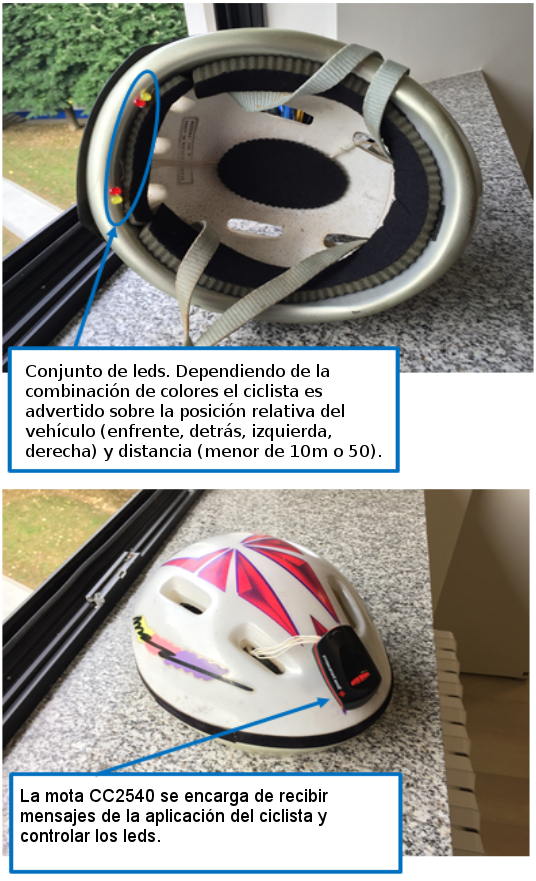 Conjunto de leds. Dependiendo de la
combinación de colores el ciclista es
advertido sobre la posición relativa del
vehículo (enfrente, detrás, izquierda,
derecha) y distancia (menor de 10m o 50).
La mota CC2540 se encarga de recibir
mensajes de la aplicación del ciclista y
controlar los leds.